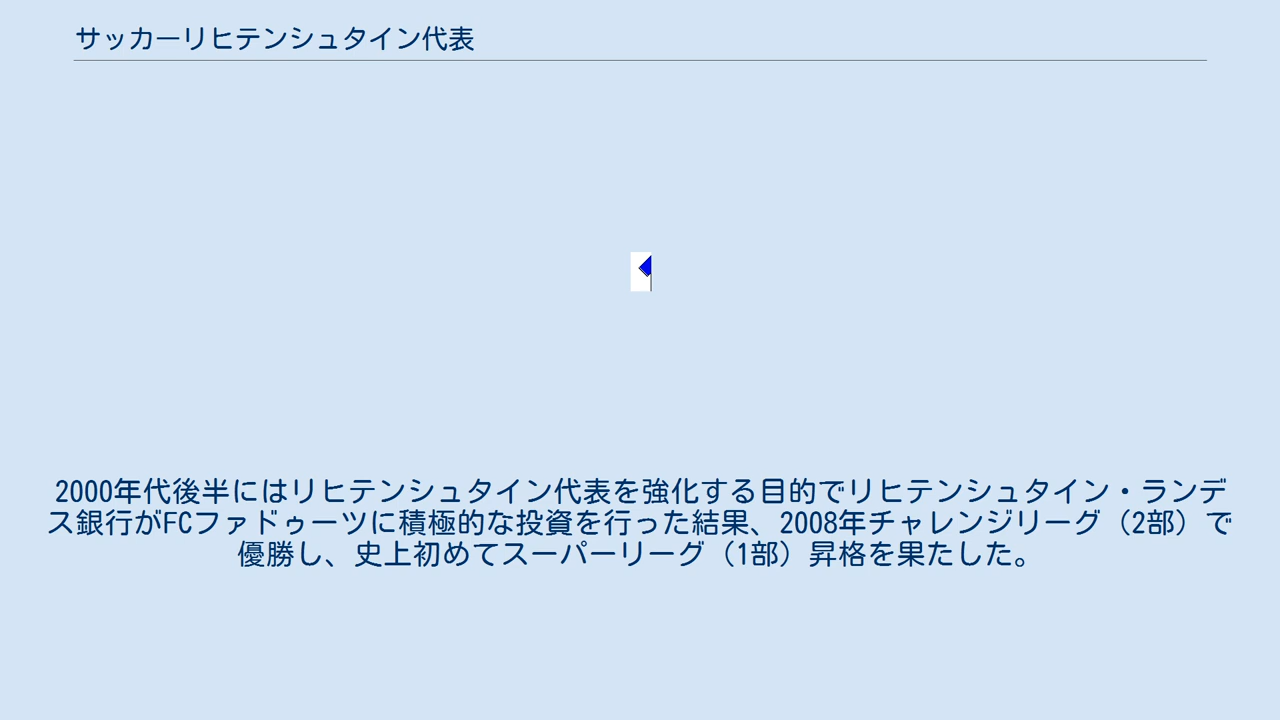 サッカーリヒテンシュタイン代表
2000年代後半にはリヒテンシュタイン代表を強化する目的でリヒテンシュタイン・ランデ
ス銀行がFCファドゥーツに積極的な投資を行った結果、2008年チャレンジリーグ（2部）で
優勝し、史上初めてスーパーリーグ（1部）昇格を果たした。